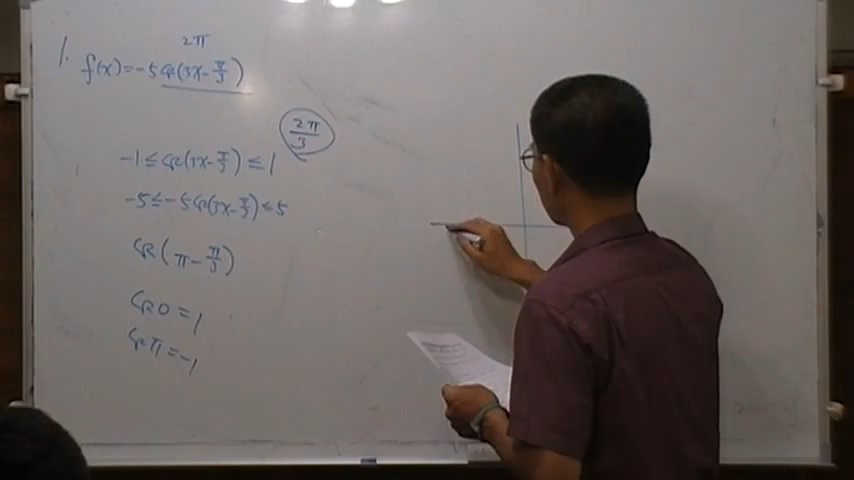 2π
1. f(x) = -5 cos(3x - π/3)
2π/3
-1 ≤ cos(3x - π/3) ≤ 1
-5 ≤ -5 cos(3x - π/3) ≤ 5
cos(π - π/3)
cos 0 = 1
cos π = -1